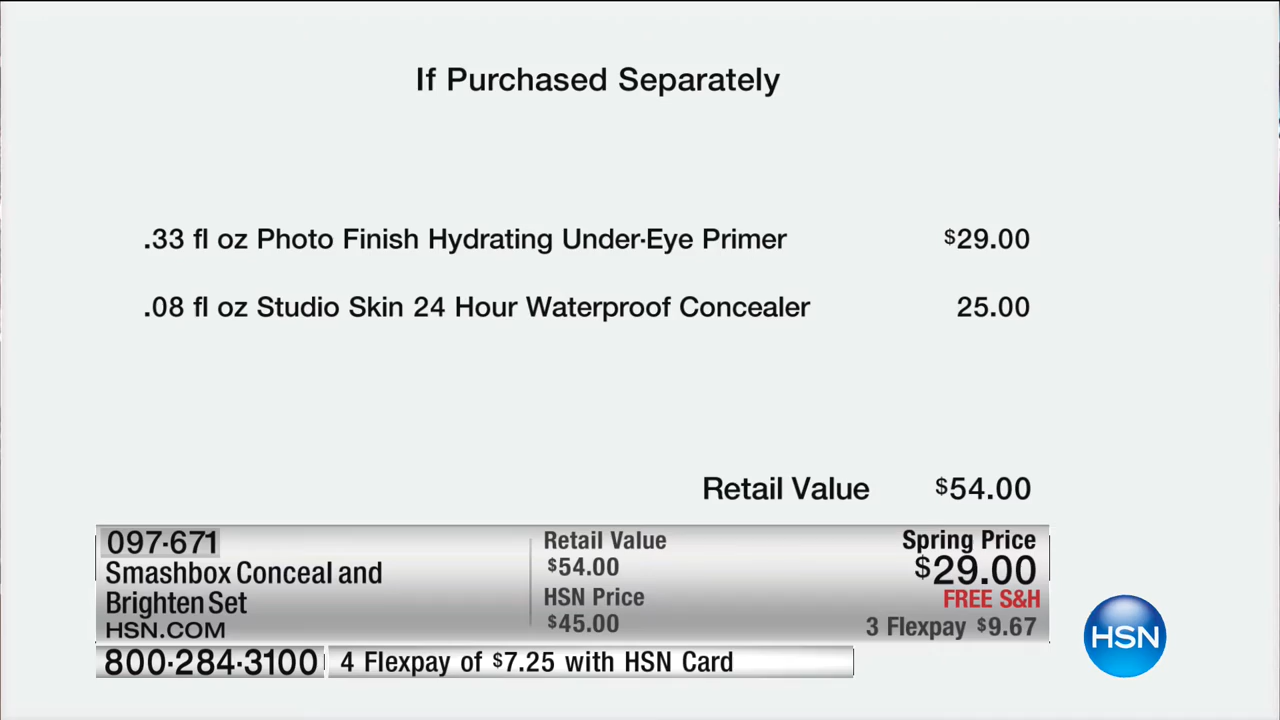 If Purchased Separately
.33 fl oz Photo Finish Hydrating Under-Eye Primer $29.00
.08 fl oz Studio Skin 24 Hour Waterproof Concealer 25.00
Retail Value $54.00
097-671
Smashbox Conceal and
Brighten Set
HSN.COM
Retail Value
$54.00
HSN Price
$45.00
Spring Price
$29.00
FREE S&H
3 Flexpay $9.67
800-284-3100
4 Flexpay of $7.25 with HSN Card
HSN